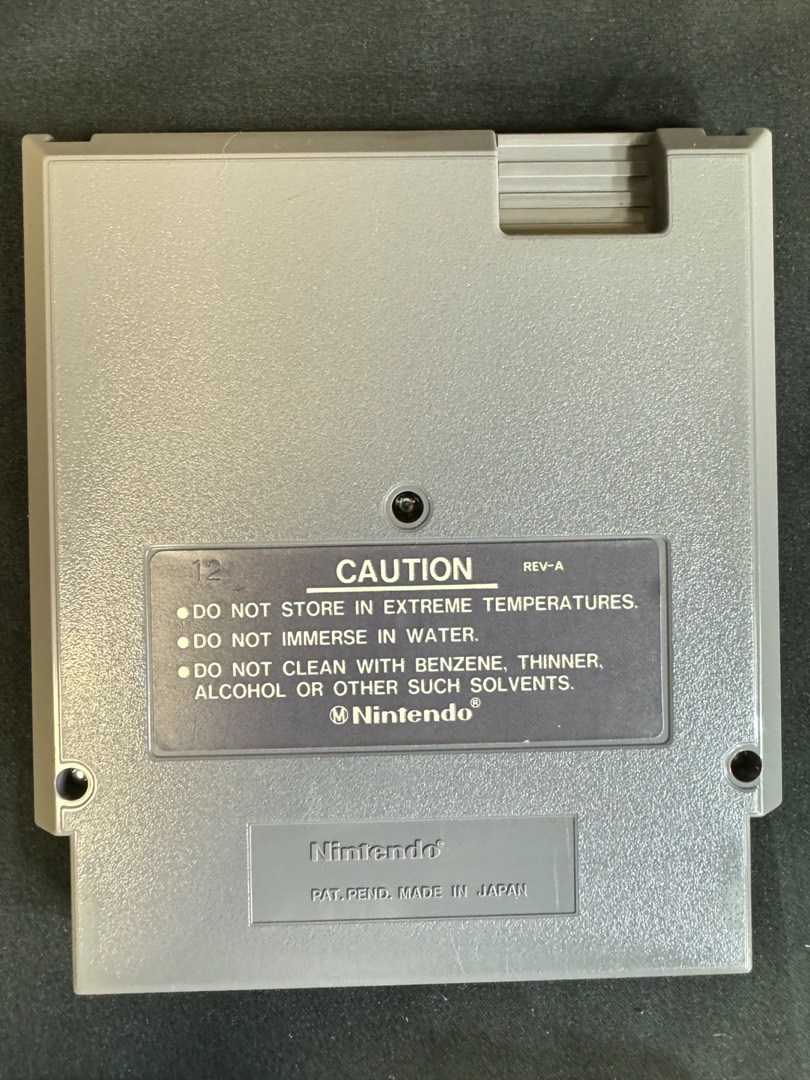 12
CAUTION REV-A
●DO NOT STORE IN EXTREME TEMPERATURES.
●DO NOT IMMERSE IN WATER.
●DO NOT CLEAN WITH BENZENE, THINNER,
ALCOHOL OR OTHER SUCH SOLVENTS.
Ⓜ Nintendo®
Nintendo®
PAT. PEND. MADE IN JAPAN